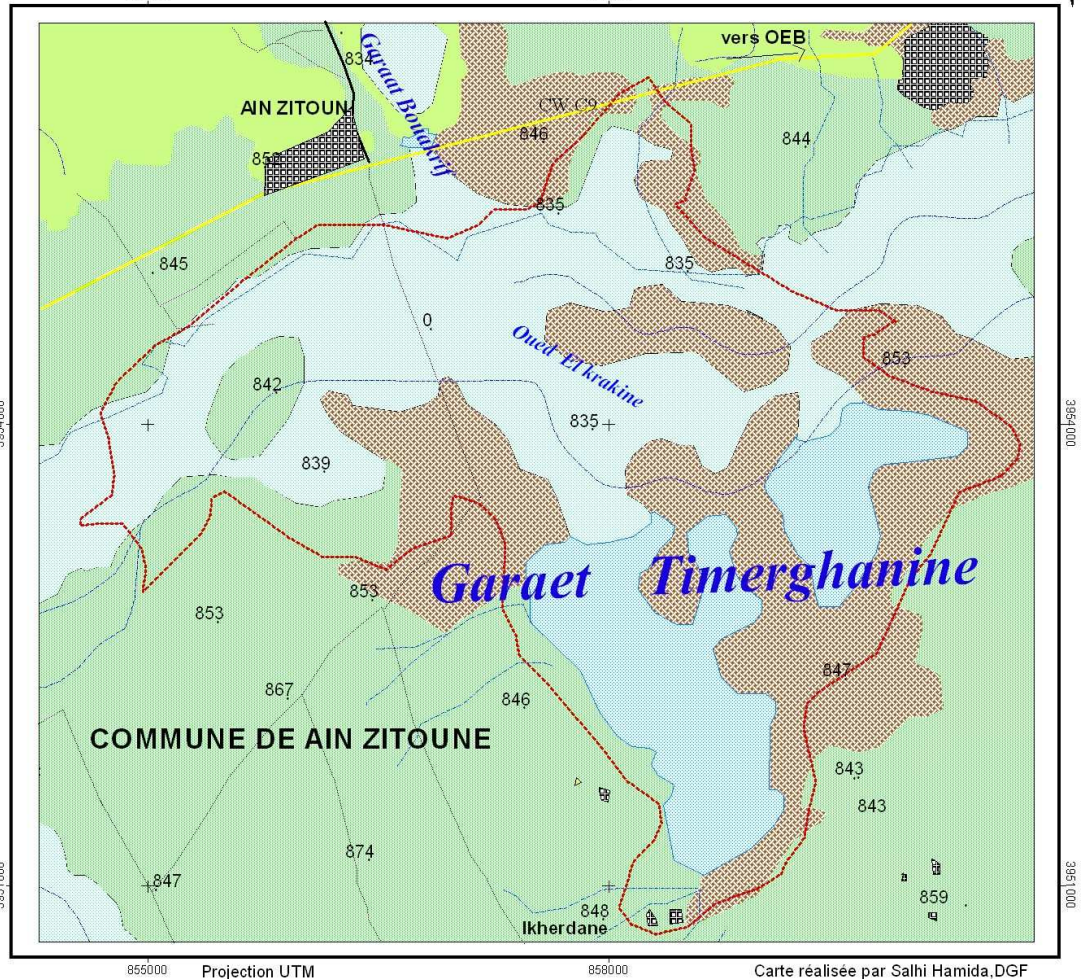 vers OEB
834
Garaat Bouakrif
AIN ZITOUN
CW C9
846
844
852
835
845
835
0
Oued El krakine
853
842
835
839
3954000
Garaet Timerghanine
853
853
847
867
846
COMMUNE DE AIN ZITOUNE
843
843
874
847
859
848
Ikherdane
3951000
855000
Projection UTM
858000
Carte réalisée par Salhi Hamida,DGF